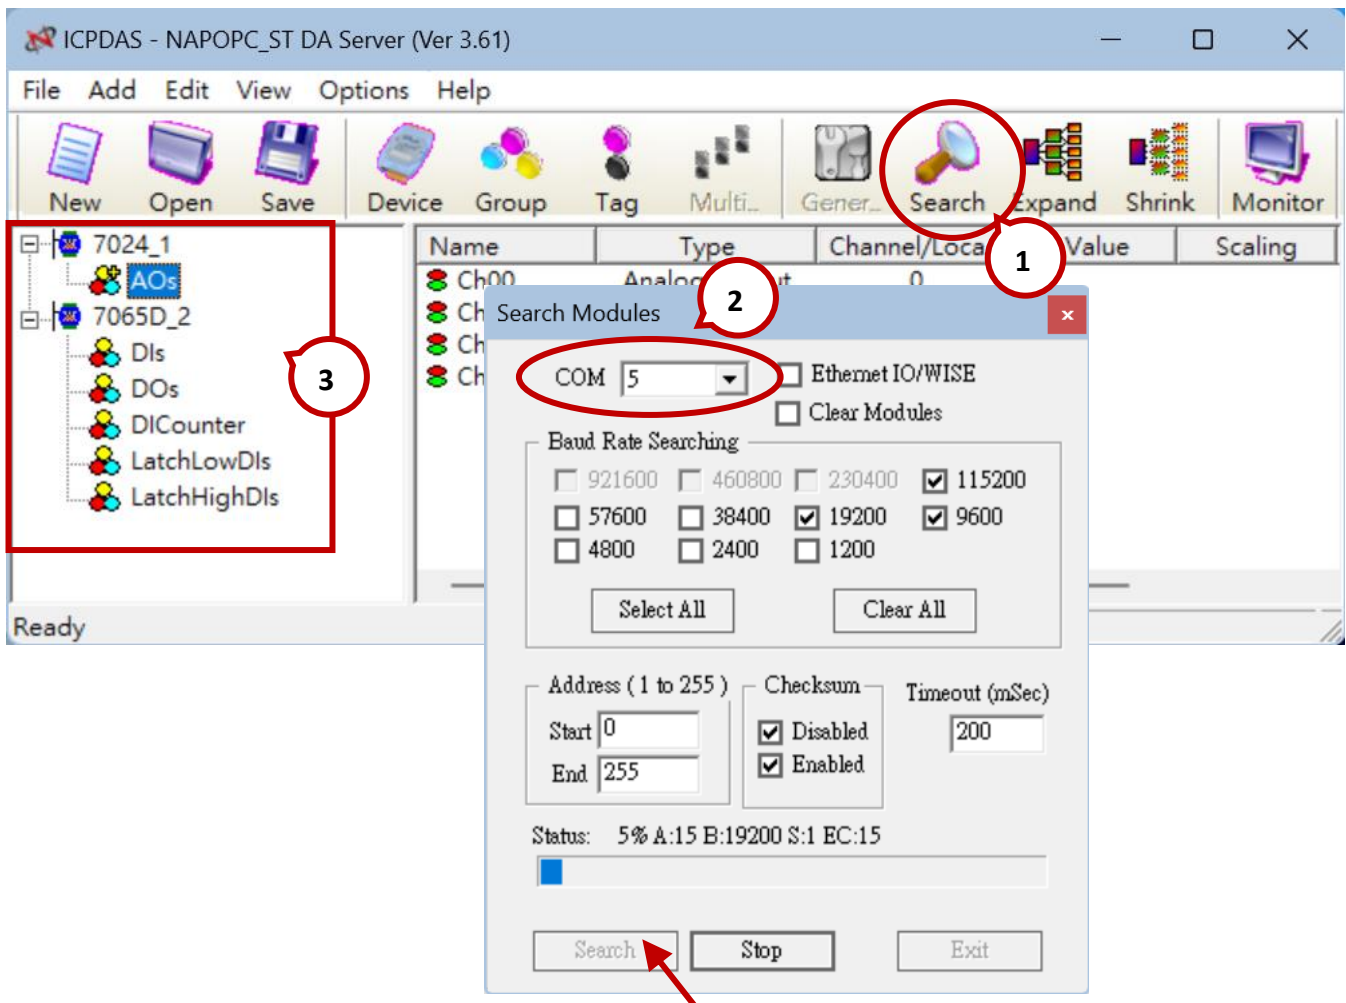 ICPDAS - NAPOPC_ST DA Server (Ver 3.61)
File Add Edit View Options Help
New Open Save Device Group Tag Multi... Gener... Search Expand Shrink Monitor
1
7024_1
AOs
7065D_2
DIs
DOs
DICounter
LatchLowDIs
LatchHighDIs
3
Name Type Channel/Loca Value Scaling
Ch00 Analog 0
Ch
Ch
Ch
Ready
2
Search Modules
COM 5
Ethernet IO/WISE
Clear Modules
Baud Rate Searching
921600 460800 230400 115200
57600 38400 19200 9600
4800 2400 1200
Select All Clear All
Address ( 1 to 255 )
Start 0
End 255
Checksum
Disabled
Enabled
Timeout (mSec)
200
Status: 5% A:15 B:19200 S:1 EC:15
Search Stop Exit